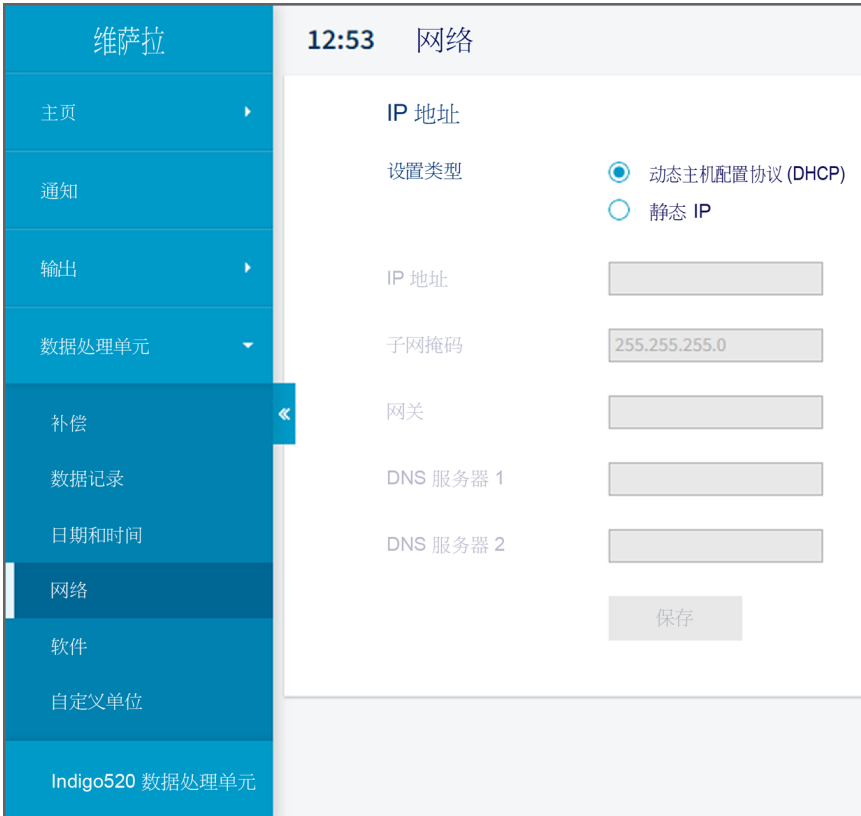 维萨拉
12:53 网络
主页
通知
输出
数据处理单元
补偿
数据记录
日期和时间
网络
软件
自定义单位
Indigo520 数据处理单元
IP 地址
设置类型
动态主机配置协议 (DHCP)
静态 IP
IP 地址
子网掩码 255.255.255.0
网关
DNS 服务器 1
DNS 服务器 2
保存